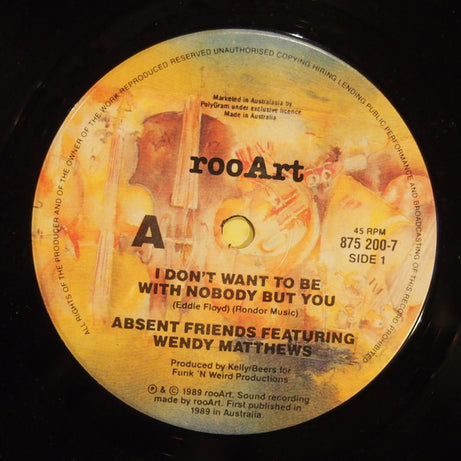 ALL RIGHTS OF THE PRODUCER AND OF THE OWNER OF THE WORK REPRODUCED RESERVED UNAUTHORISED COPYING HIRING LENDING PUBLIC PERFORMANCE AND BROADCASTING OF THIS RECORD PROHIBITED
Marketed in Australasia by
PolyGram under exclusive licence
Made in Australia
rooArt
A
45 RPM
875 200-7
SIDE 1
I DON'T WANT TO BE
WITH NOBODY BUT YOU
(Eddie Floyd) (Rondor Music)
ABSENT FRIENDS FEATURING
WENDY MATTHEWS
Produced by Kelly/Beers for
Funk 'N Weird Productions
℗ & © 1989 rooArt. Sound recording
made by rooArt. First published in
1989 in Australia.